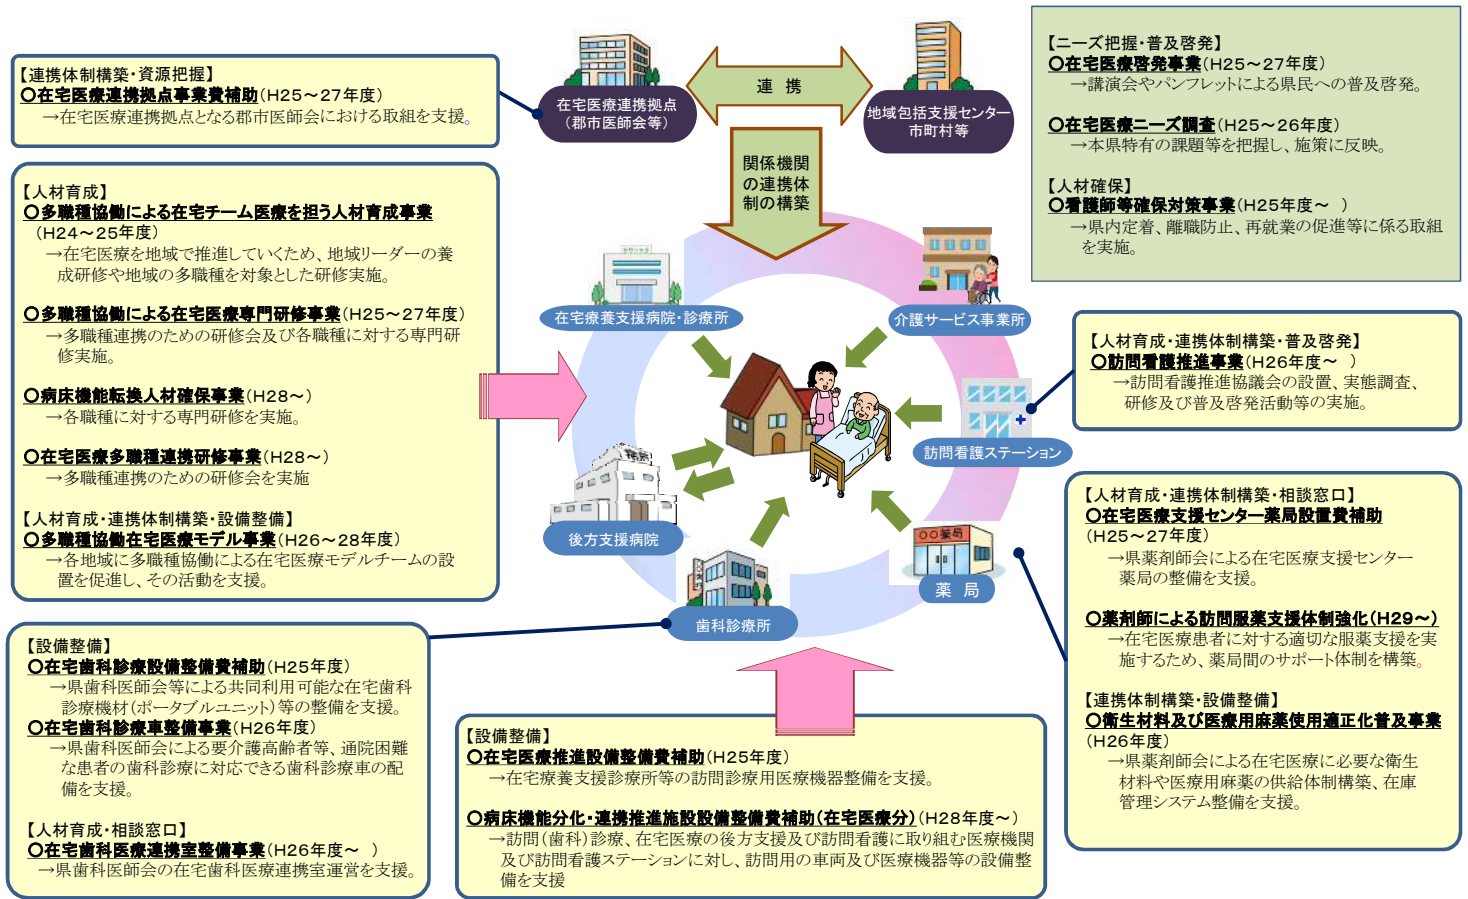 【連携体制構築・資源把握】
○在宅医療連携拠点事業費補助(H25～27年度)
→在宅医療連携拠点となる郡市医師会における取組を支援。
在宅医療連携拠点
(郡市医師会等)
連 携
地域包括支援センター
市町村等
関係機関
の連携体
制の構築
【ニーズ把握・普及啓発】
○在宅医療啓発事業(H25～27年度)
→講演会やパンフレットによる県民への普及啓発。
○在宅医療ニーズ調査(H25～26年度)
→本県特有の課題等を把握し、施策に反映。
【人材確保】
○看護師等確保対策事業(H25年度～ )
→県内定着、離職防止、再就業の促進等に係る取組
を実施。
【人材育成】
○多職種協働による在宅チーム医療を担う人材育成事業
(H24～25年度)
→在宅医療を地域で推進していくため、地域リーダーの養
成研修や地域の多職種を対象とした研修実施。
○多職種協働による在宅医療専門研修事業(H25～27年度)
→多職種連携のための研修会及び各職種に対する専門研
修実施。
○病床機能転換人材確保事業(H28～)
→各職種に対する専門研修を実施。
○在宅医療多職種連携研修事業(H28～)
→多職種連携のための研修会を実施
【人材育成・連携体制構築・設備整備】
○多職種協働在宅医療モデル事業(H26～28年度)
→各地域に多職種協働による在宅医療モデルチームの設
置を促進し、その活動を支援。
在宅療養支援病院・診療所
介護サービス事業所
訪問看護ステーション
病院
後方支援病院
○○薬局
薬 局
歯科診療所
【人材育成・連携体制構築・普及啓発】
○訪問看護推進事業(H26年度～ )
→訪問看護推進協議会の設置、実態調査、
研修及び普及啓発活動等の実施。
【人材育成・連携体制構築・相談窓口】
○在宅医療支援センター薬局設置費補助
(H25～27年度)
→県薬剤師会による在宅医療支援センター
薬局の整備を支援。
○薬剤師による訪問服薬支援体制強化(H29～)
→在宅医療患者に対する適切な服薬支援を実
施するため、薬局間のサポート体制を構築。
【連携体制構築・設備整備】
○衛生材料及び医療用麻薬使用適正化普及事業
(H26年度)
→県薬剤師会による在宅医療に必要な衛生
材料や医療用麻薬の供給体制構築、在庫
管理システム整備を支援。
【設備整備】
○在宅歯科診療設備整備費補助(H25年度)
→県歯科医師会等による共同利用可能な在宅歯科
診療機材(ポータブルユニット)等の整備を支援。
○在宅歯科診療車整備事業(H26年度)
→県歯科医師会による要介護高齢者等、通院困難
な患者の歯科診療に対応できる歯科診療車の配
備を支援。
【人材育成・相談窓口】
○在宅歯科医療連携室整備事業(H26年度～ )
→県歯科医師会の在宅歯科医療連携室運営を支援。
【設備整備】
○在宅医療推進設備整備費補助(H25年度)
→在宅療養支援診療所等の訪問診療用医療機器整備を支援。
○病床機能分化・連携推進施設設備整備費補助(在宅医療分)(H28年度～)
→訪問(歯科)診療、在宅医療の後方支援及び訪問看護に取り組む医療機関
及び訪問看護ステーションに対し、訪問用の車両及び医療機器等の設備整
備を支援